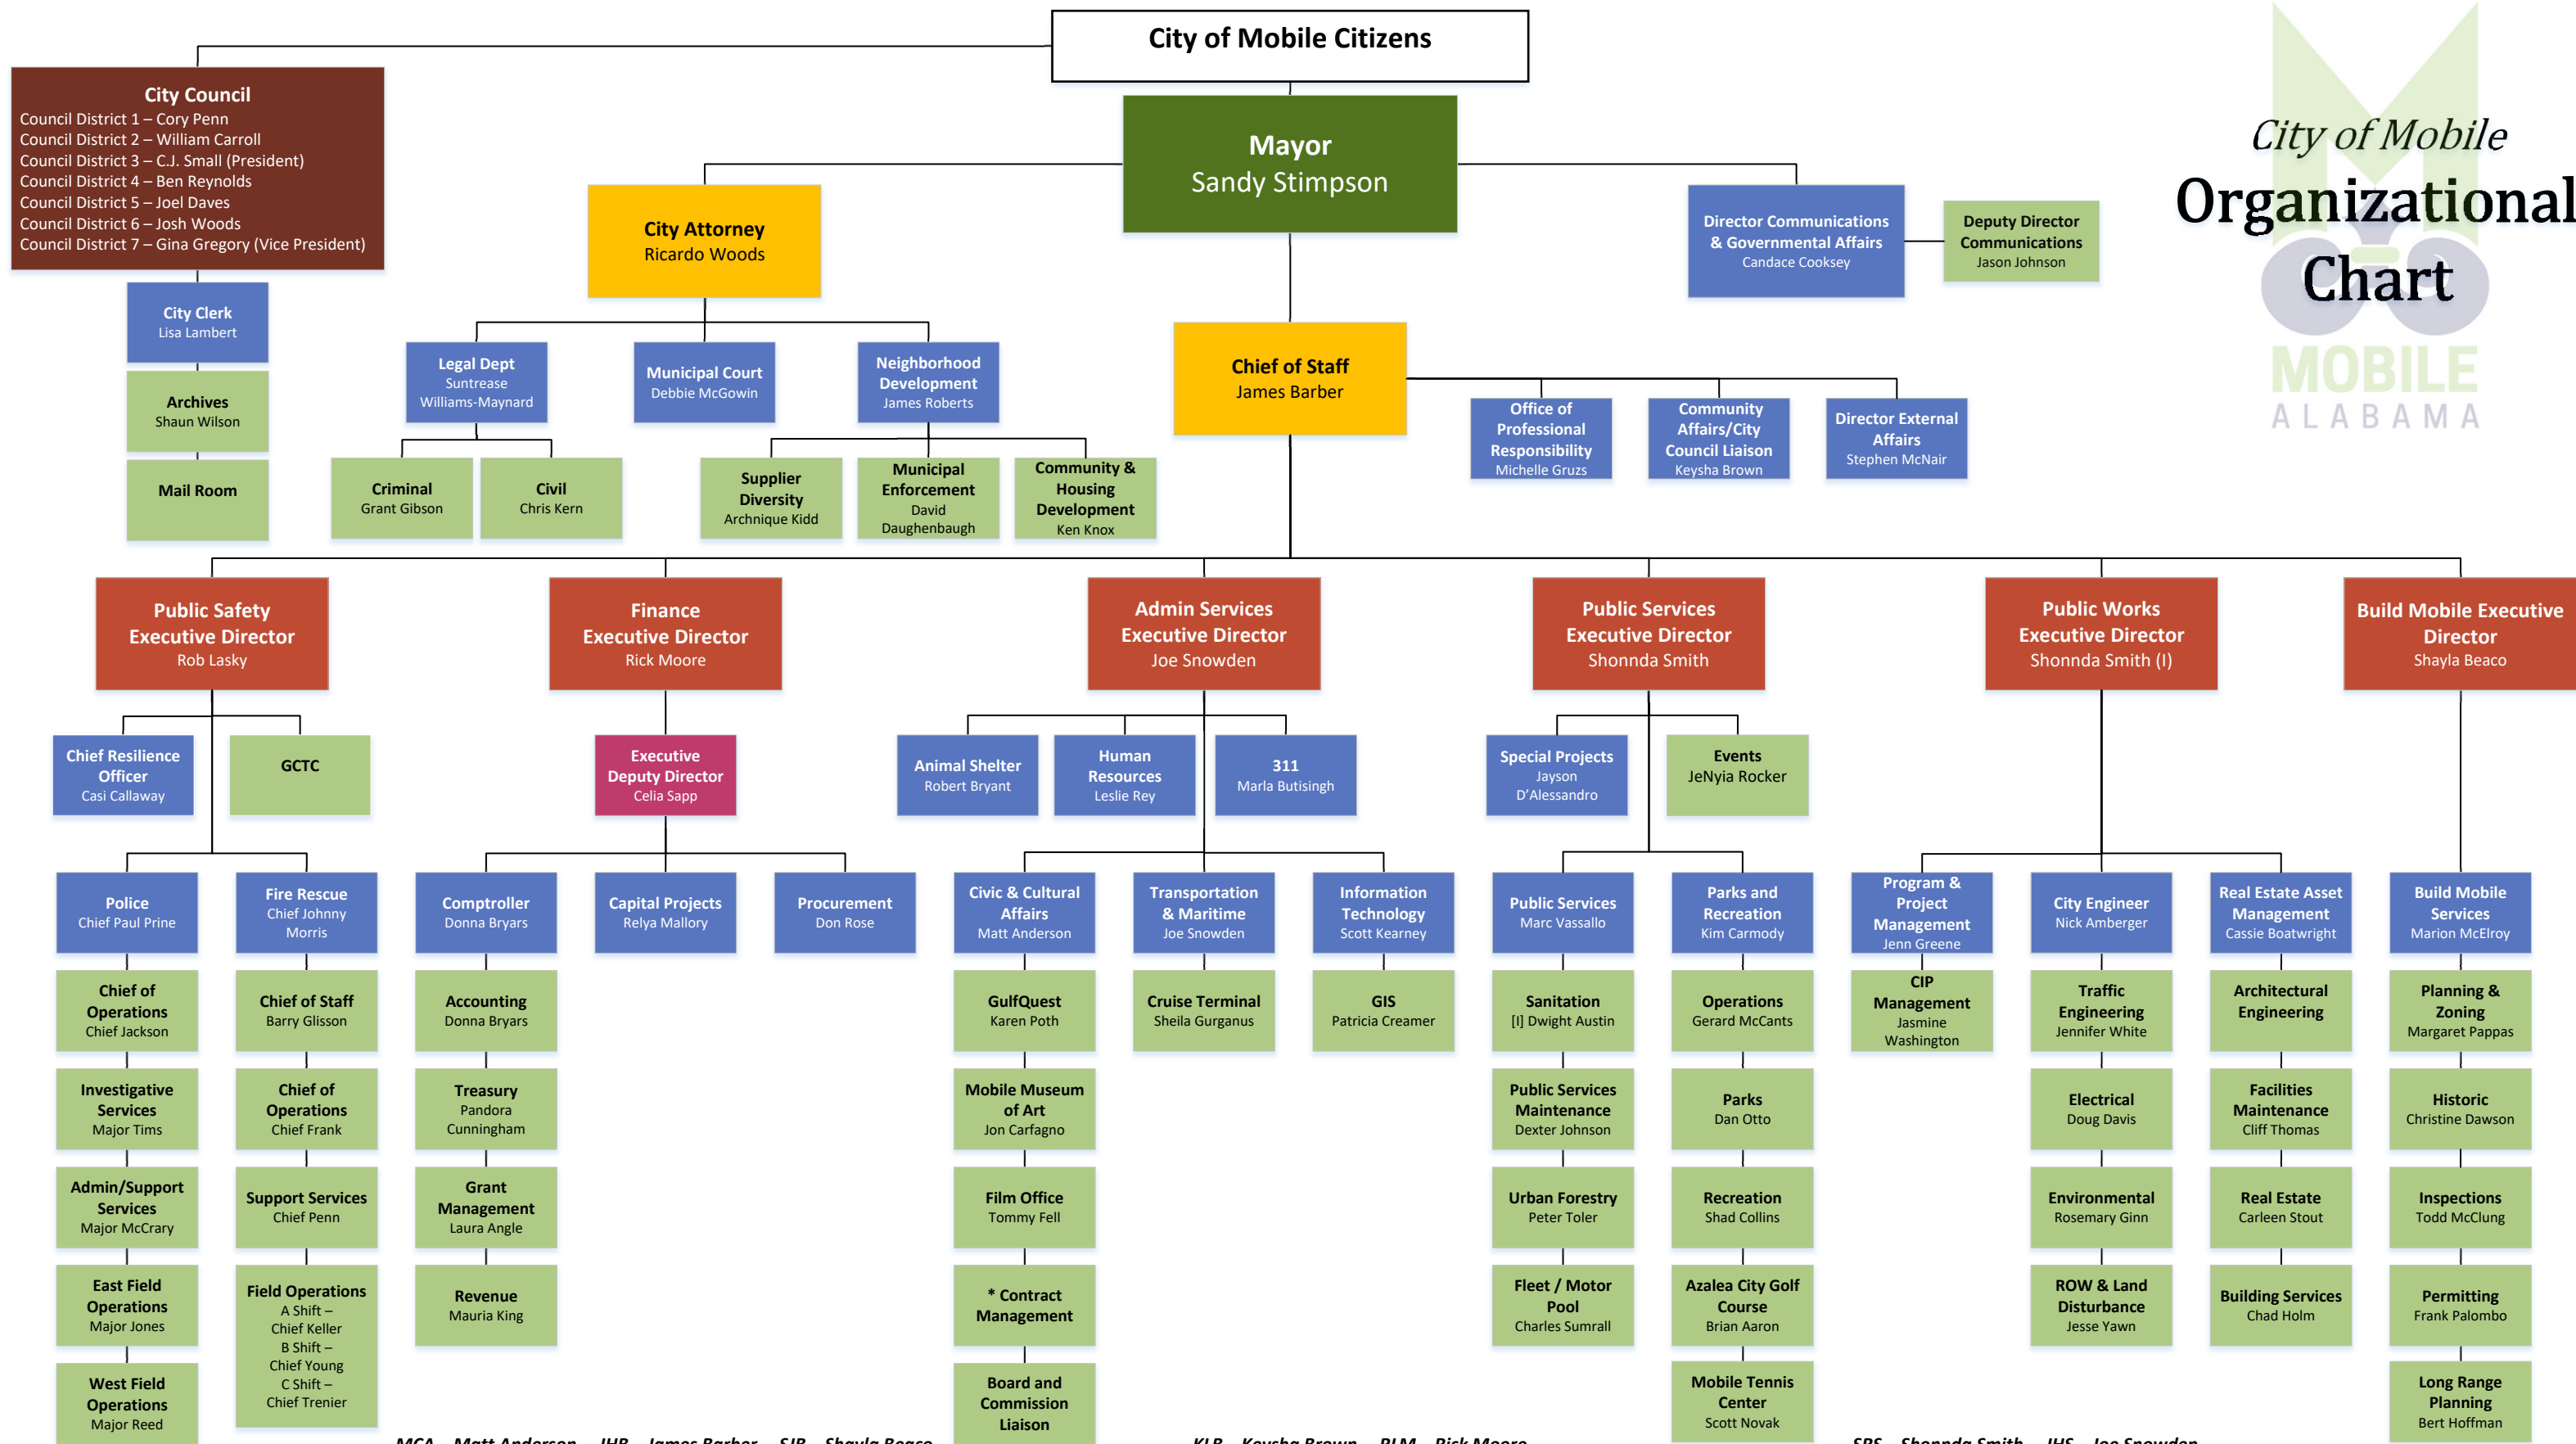 City of Mobile Citizens
City Council
Council District 1 – Cory Penn
Council District 2 – William Carroll
Council District 3 – C.J. Small (President)
Council District 4 – Ben Reynolds
Council District 5 – Joel Daves
Council District 6 – Josh Woods
Council District 7 – Gina Gregory (Vice President)
Mayor
Sandy Stimpson
City of Mobile
Organizational
Chart
MOBILE
ALABAMA
City Attorney
Ricardo Woods
Director Communications
& Governmental Affairs
Candace Cooksey
Deputy Director
Communications
Jason Johnson
City Clerk
Lisa Lambert
Archives
Shaun Wilson
Mail Room
Legal Dept
Suntrease
Williams-Maynard
Municipal Court
Debbie McGowin
Neighborhood
Development
James Roberts
Chief of Staff
James Barber
Office of
Professional
Responsibility
Michelle Gruzs
Community
Affairs/City
Council Liaison
Keysha Brown
Director External
Affairs
Stephen McNair
Criminal
Grant Gibson
Civil
Chris Kern
Supplier
Diversity
Archnique Kidd
Municipal
Enforcement
David
Daughenbaugh
Community &
Housing
Development
Ken Knox
Public Safety
Executive Director
Rob Lasky
Finance
Executive Director
Rick Moore
Admin Services
Executive Director
Joe Snowden
Public Services
Executive Director
Shonnda Smith
Public Works
Executive Director
Shonnda Smith (I)
Build Mobile Executive
Director
Shayla Beaco
Chief Resilience
Officer
Casi Callaway
GCTC
Executive
Deputy Director
Celia Sapp
Animal Shelter
Robert Bryant
Human
Resources
Leslie Rey
311
Marla Butisingh
Special Projects
Jayson
D'Alessandro
Events
JeNyia Rocker
Police
Chief Paul Prine
Fire Rescue
Chief Johnny
Morris
Comptroller
Donna Bryars
Capital Projects
Relya Mallory
Procurement
Don Rose
Civic & Cultural
Affairs
Matt Anderson
Transportation
& Maritime
Joe Snowden
Information
Technology
Scott Kearney
Public Services
Marc Vassallo
Parks and
Recreation
Kim Carmody
Program &
Project
Management
Jenn Greene
City Engineer
Nick Amberger
Real Estate Asset
Management
Cassie Boatwright
Build Mobile
Services
Marion McElroy
Chief of
Operations
Chief Jackson
Chief of Staff
Barry Glisson
Accounting
Donna Bryars
GulfQuest
Karen Poth
Cruise Terminal
Sheila Gurganus
GIS
Patricia Creamer
Sanitation
[I] Dwight Austin
Operations
Gerard McCants
CIP
Management
Jasmine
Washington
Traffic
Engineering
Jennifer White
Architectural
Engineering
Planning &
Zoning
Margaret Pappas
Investigative
Services
Major Tims
Chief of
Operations
Chief Frank
Treasury
Pandora
Cunningham
Mobile Museum
of Art
Jon Carfagno
Public Services
Maintenance
Dexter Johnson
Parks
Dan Otto
Electrical
Doug Davis
Facilities
Maintenance
Cliff Thomas
Historic
Christine Dawson
Admin/Support
Services
Major McCrary
Support Services
Chief Penn
Grant
Management
Laura Angle
Film Office
Tommy Fell
Urban Forestry
Peter Toler
Recreation
Shad Collins
Environmental
Rosemary Ginn
Real Estate
Carleen Stout
Inspections
Todd McClung
East Field
Operations
Major Jones
Field Operations
A Shift –
Chief Keller
B Shift –
Chief Young
C Shift –
Chief Trenier
Revenue
Mauria King
* Contract
Management
Fleet / Motor
Pool
Charles Sumrall
Azalea City Golf
Course
Brian Aaron
ROW & Land
Disturbance
Jesse Yawn
Building Services
Chad Holm
Permitting
Frank Palombo
West Field
Operations
Major Reed
Board and
Commission
Liaison
Mobile Tennis
Center
Scott Novak
Long Range
Planning
Bert Hoffman
MCA – Matt Anderson JHB – James Barber SJB – Shayla Beaco KLB – Keysha Brown RLM – Rick Moore SRS – Shonnda Smith JHS – Joe Snowden